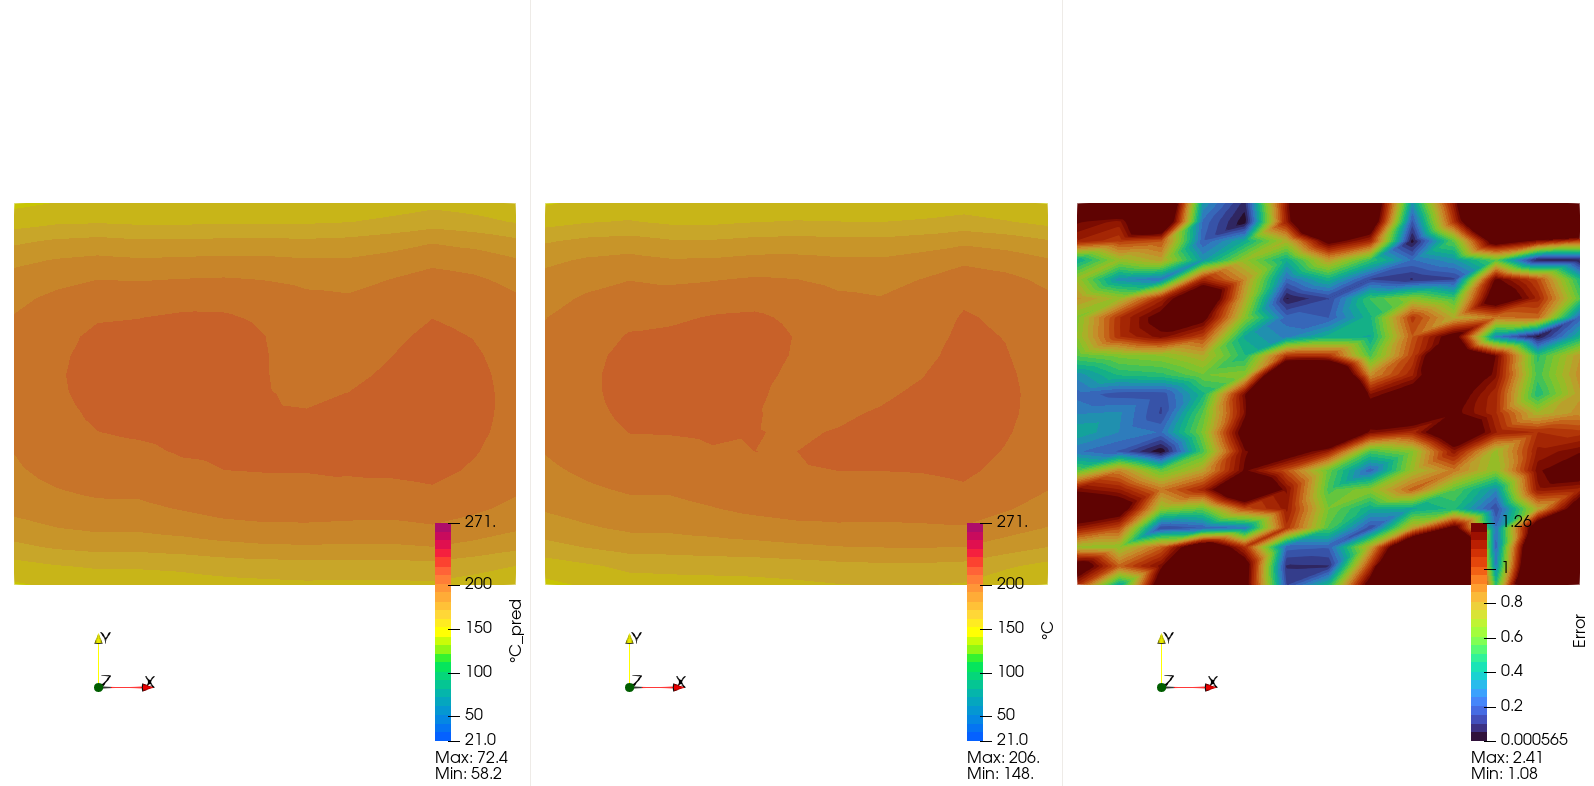 271.
200
150
100
50
21.0
°C_pred
Max: 72.4
Min: 58.2
Y
Z
X
271.
200
150
100
50
21.0
°C
Max: 206.
Min: 148.
Y
Z
X
1.26
1
0.8
0.6
0.4
0.2
0.000565
Error
Max: 2.41
Min: 1.08
Y
Z
X